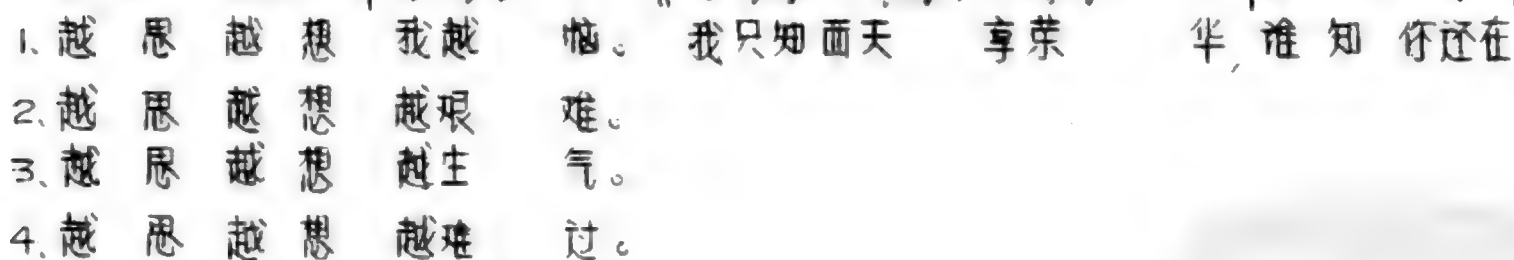 1、越思越想我越恼。我只知西天享荣华,谁知你还在
2、越思越想越艰难。
3、越思越想越生气。
4、越思越想越难过。